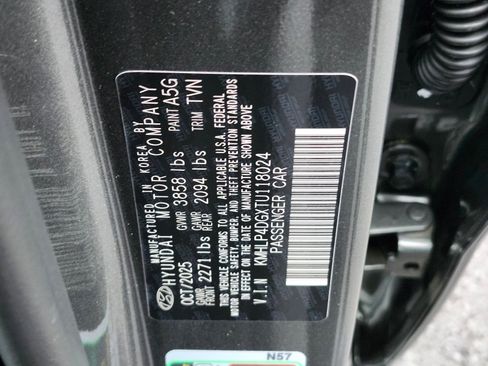 MANUFACTURED IN KOREA BY
HYUNDAI MOTOR COMPANY
OCT/2025 GVWR 3858 lbs PAINT A5G
GAWR FRONT 2271 lbs GAWR REAR 2094 lbs TRIM TVN
THIS VEHICLE CONFORMS TO ALL APPLICABLE U.S.A. FEDERAL
MOTOR VEHICLE SAFETY, BUMPER, AND THEFT PREVENTION STANDARDS
IN EFFECT ON THE DATE OF MANUFACTURE SHOWN ABOVE
V.I.N KMHLP4DGXTU118024
PASSENGER CAR
N57